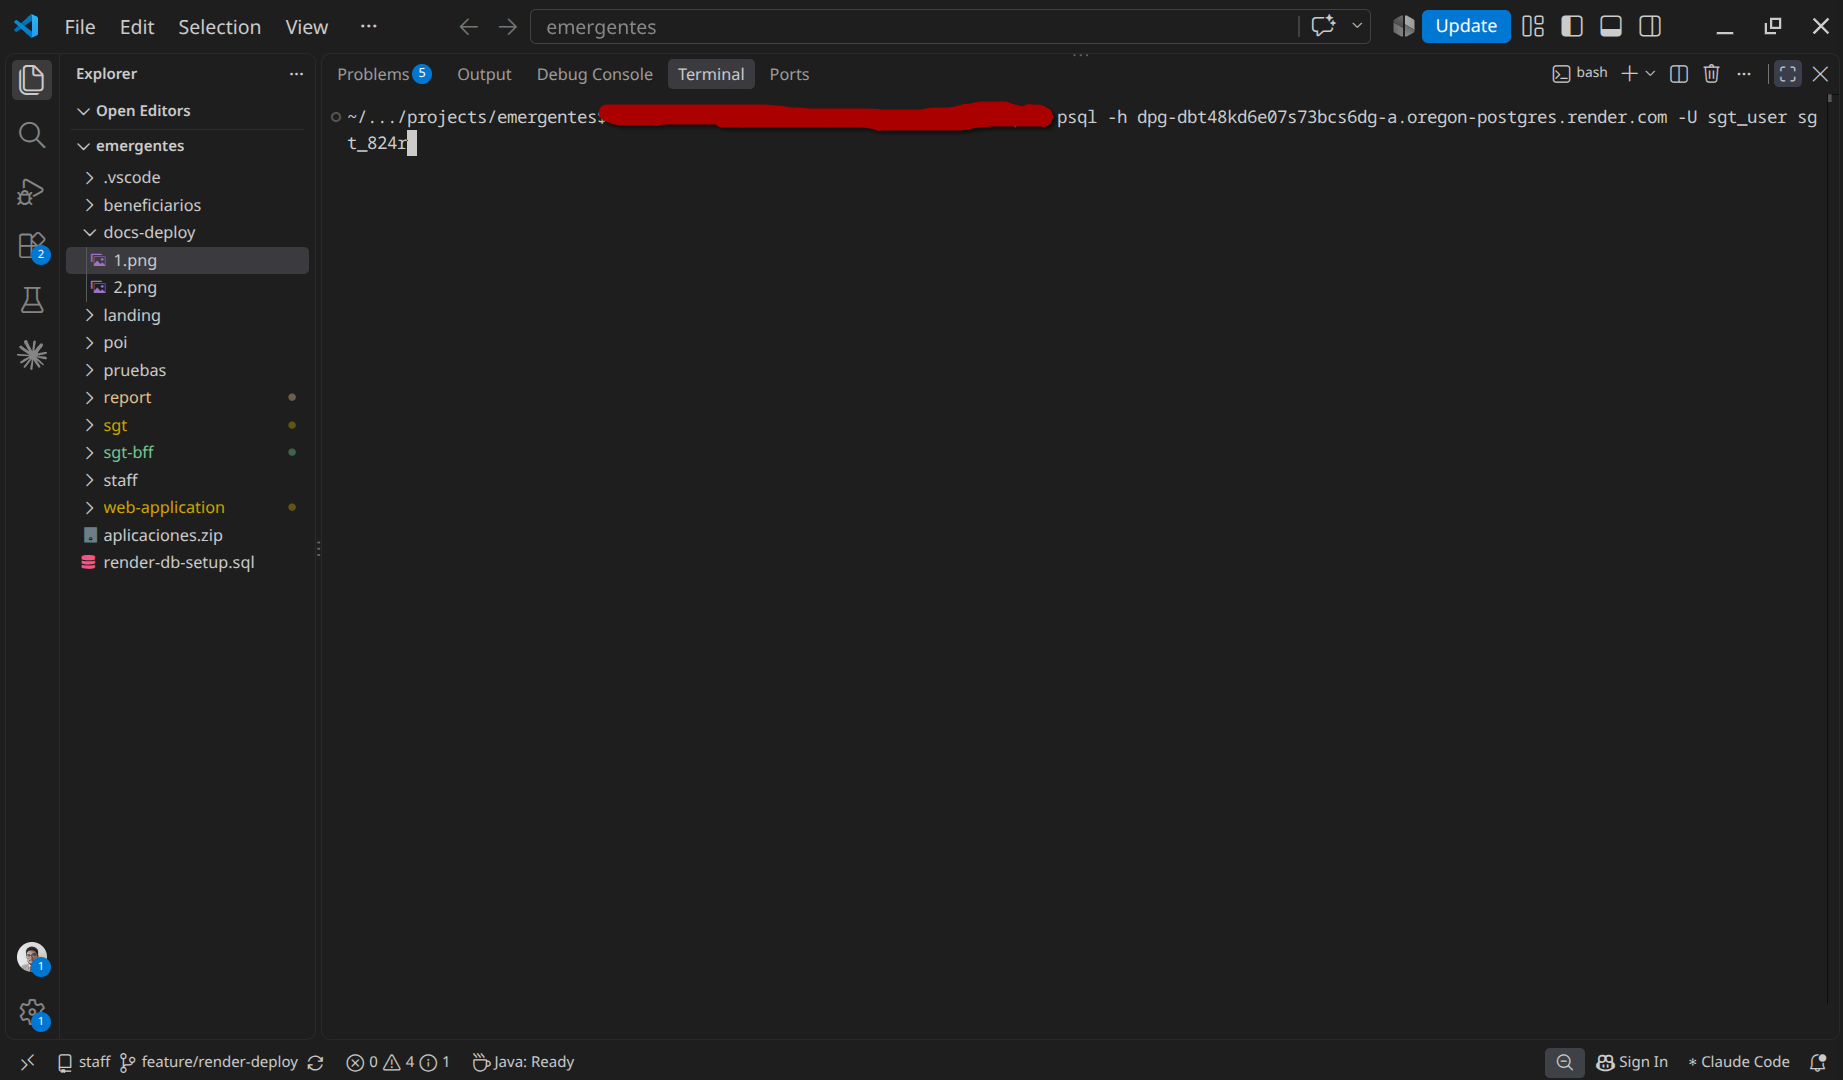 File Edit Selection View ···
emergentes
Update
Explorer
Open Editors
emergentes
.vscode
beneficiarios
docs-deploy
1.png
2.png
landing
poi
pruebas
report
sgt
sgt-bff
staff
web-application
aplicaciones.zip
render-db-setup.sql
2
1
1
Problems 5 Output Debug Console Terminal Ports
bash
~/.../projects/emergentes$ psql -h dpg-dbt48kd6e07s73bcs6dg-a.oregon-postgres.render.com -U sgt_user sg
t_824r
staff feature/render-deploy 0 4 1 Java: Ready
Sign In Claude Code